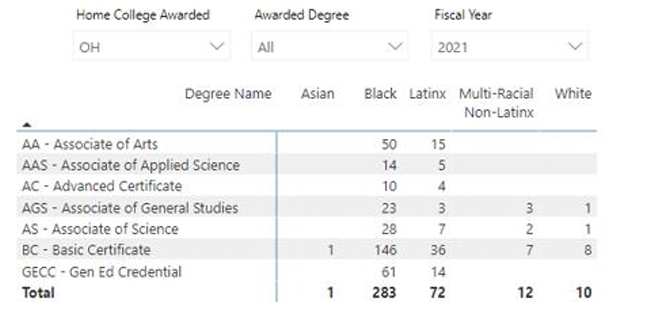 Home College Awarded Awarded Degree Fiscal Year
OH All 2021
Degree Name Asian Black Latinx Multi-Racial White
Non-Latinx
AA - Associate of Arts 50 15
AAS - Associate of Applied Science 14 5
AC - Advanced Certificate 10 4
AGS - Associate of General Studies 23 3 3 1
AS - Associate of Science 28 7 2 1
BC - Basic Certificate 1 146 36 7 8
GECC - Gen Ed Credential 61 14
Total 1 283 72 12 10